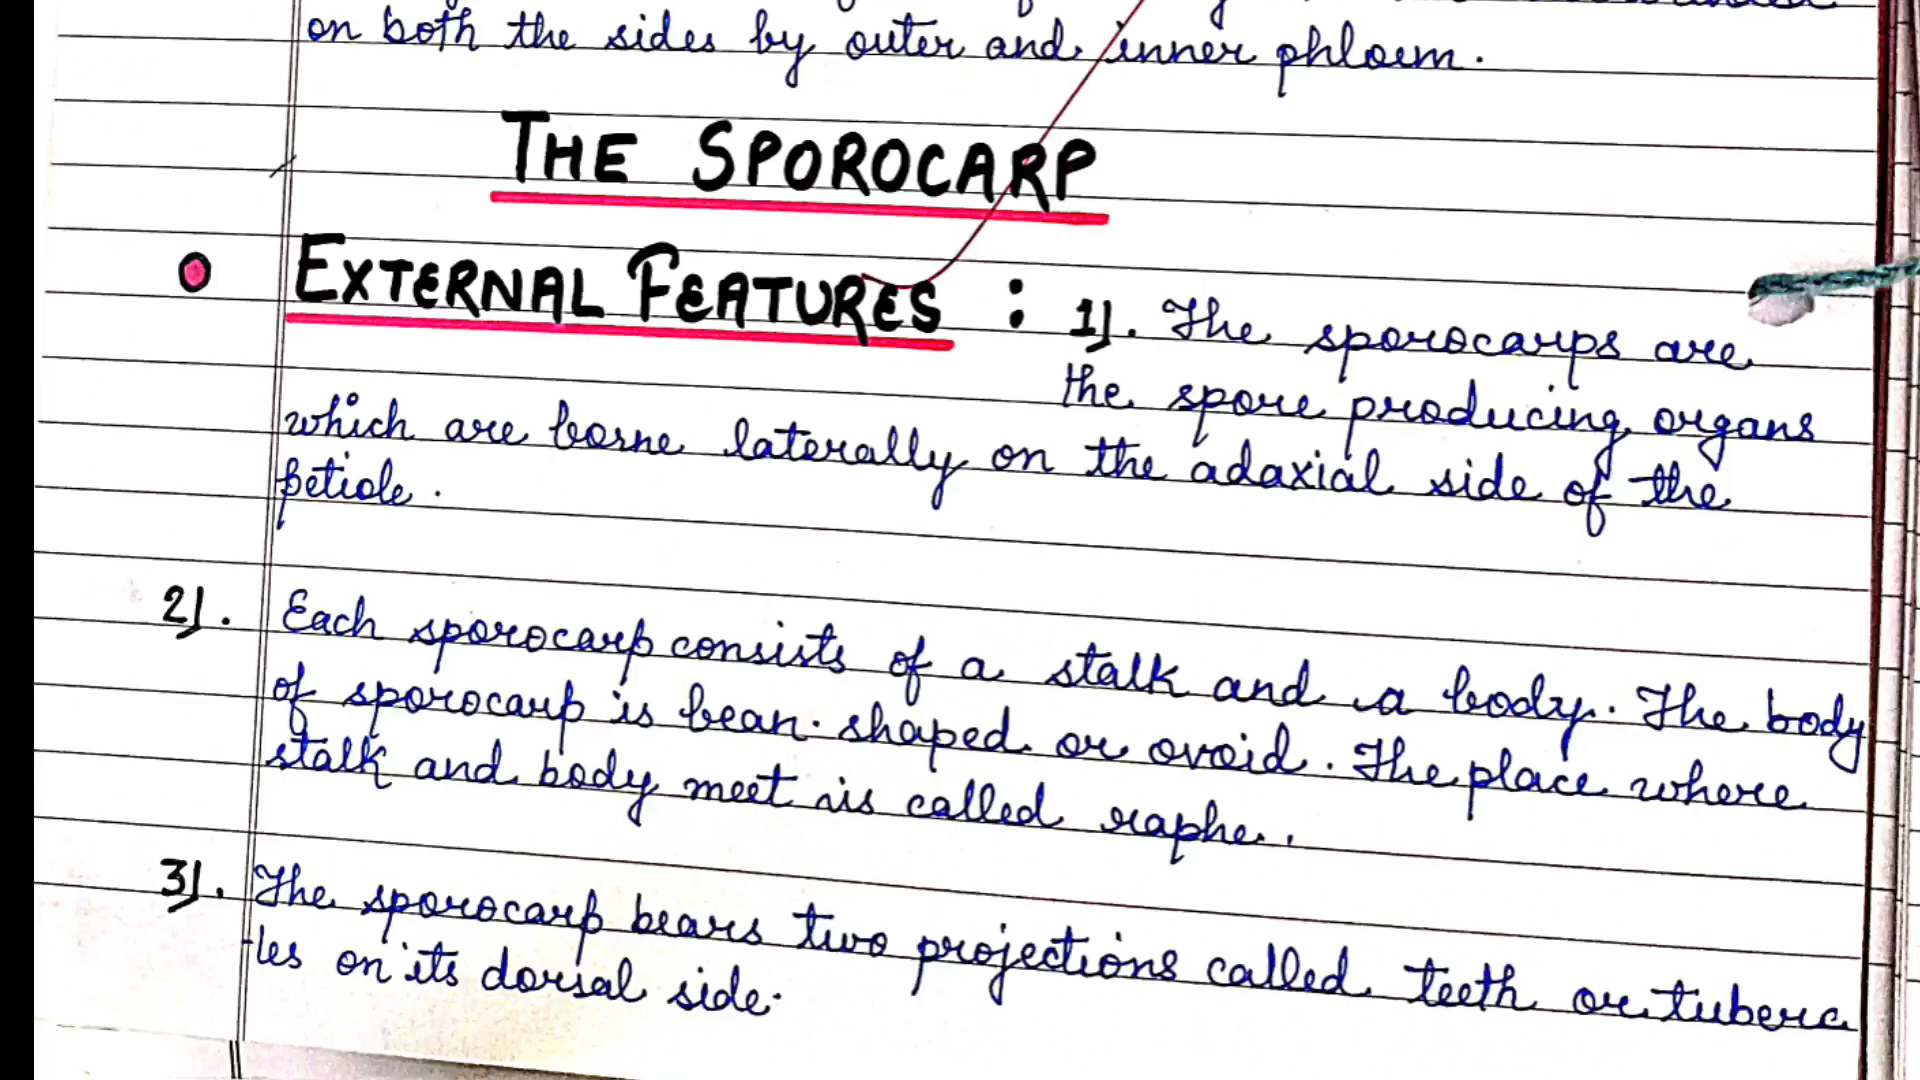 on both the sides by outer and inner phloem.
THE SPOROCARP
EXTERNAL FEATURES : 1). The sporocarps are
the spore producing organs
which are borne laterally on the adaxial side of the
petiole.
2). Each sporocarp consists of a stalk and a body. The body
of sporocarp is bean-shaped or ovoid. The place where
stalk and body meet is called raphe.
3). The sporocarp bears two projections called teeth or tuberc
-les on its dorsal side.